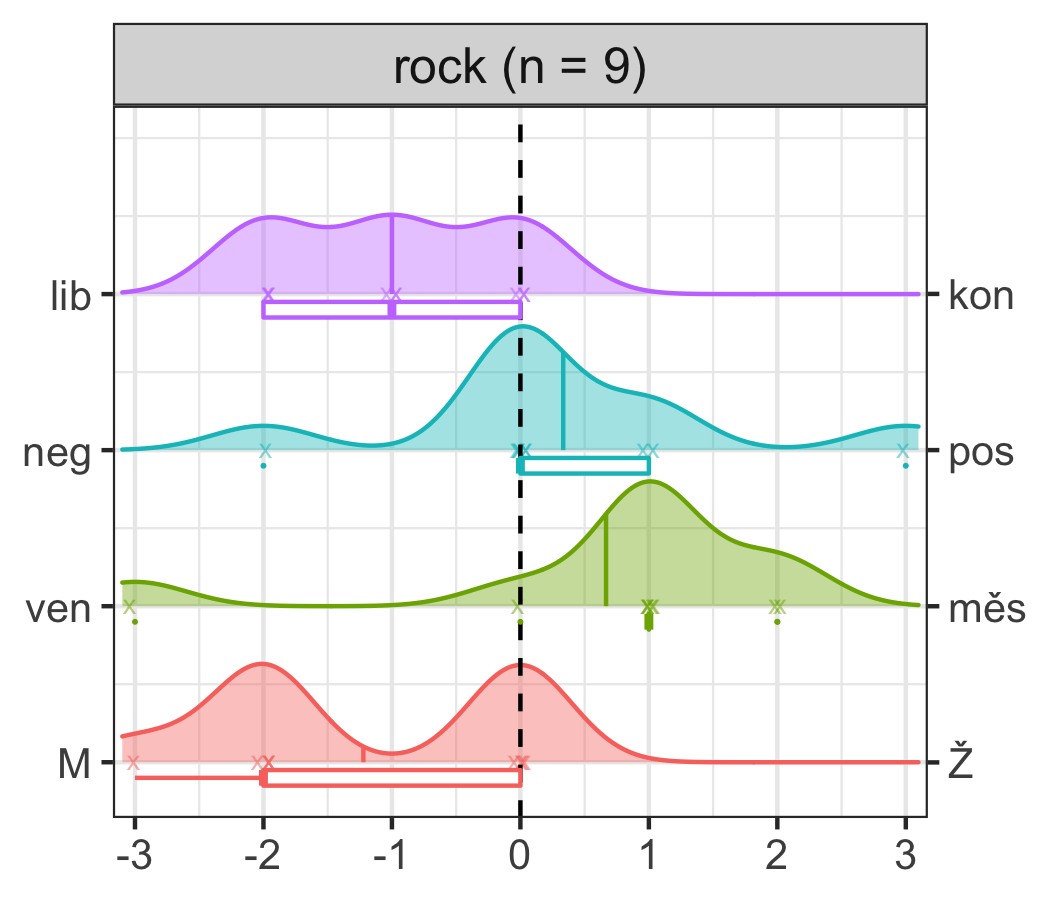 rock (n = 9)
lib kon
neg pos
ven měs
M Ž
-3 -2 -1 0 1 2 3